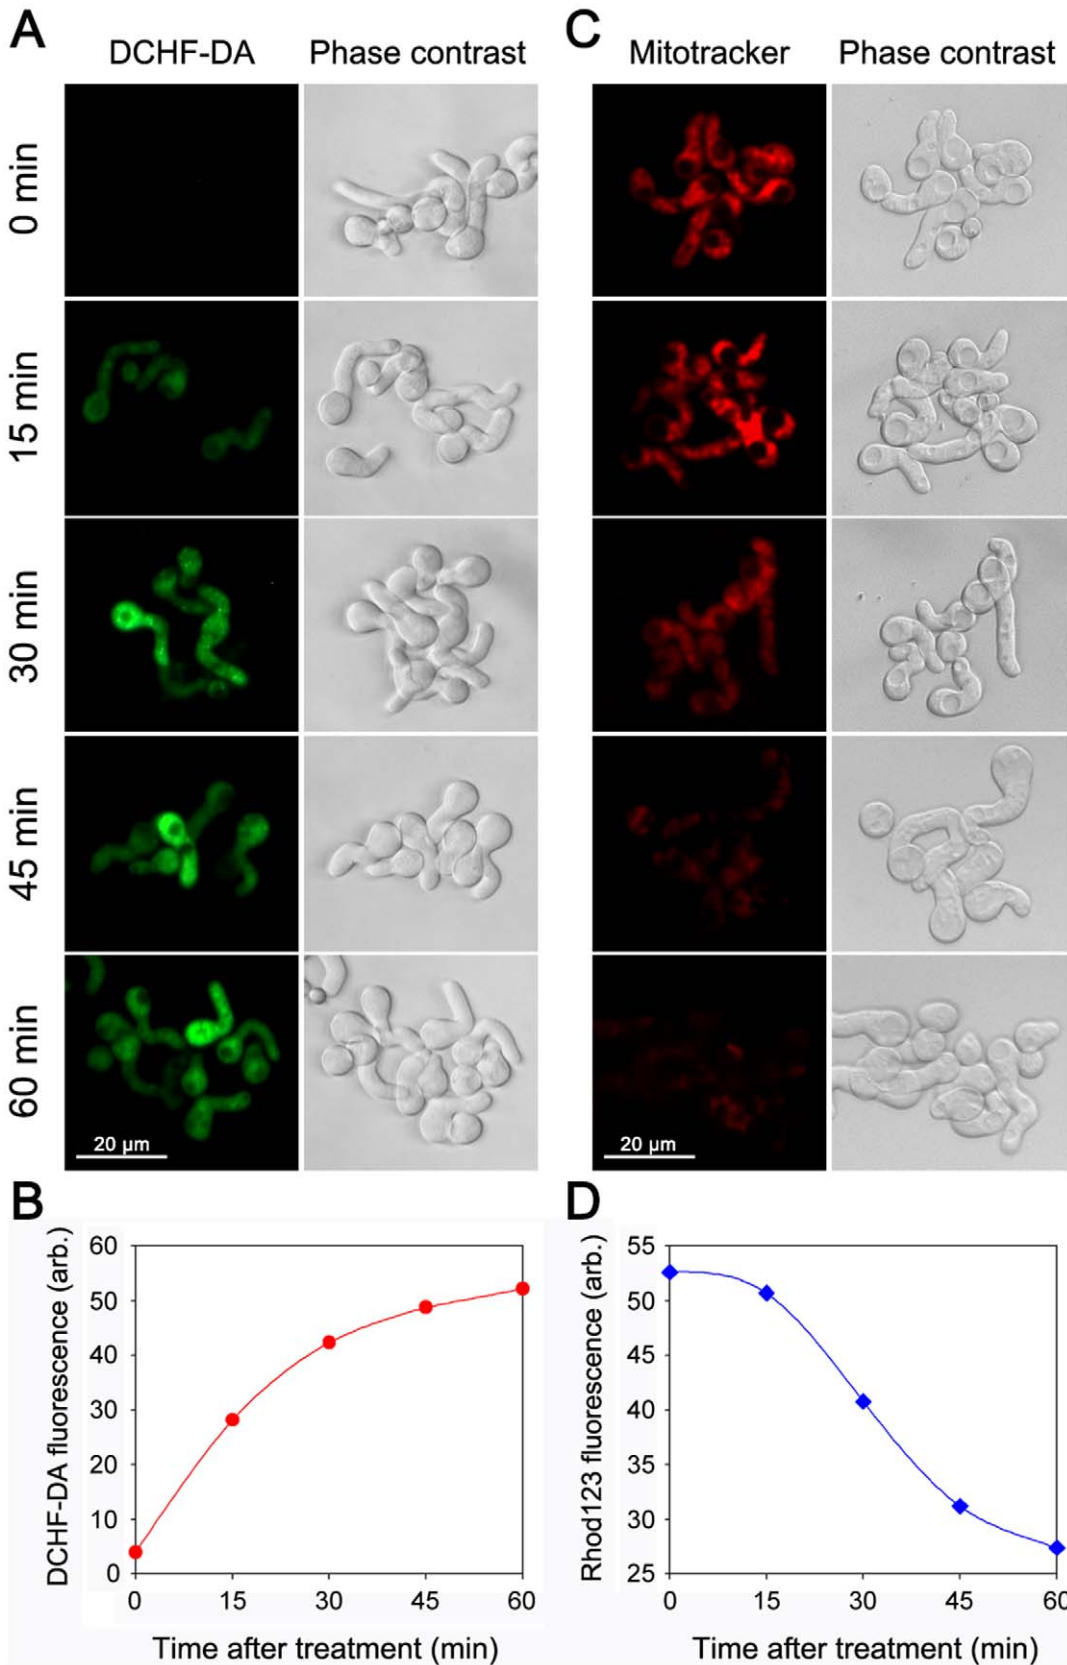 A
DCHF-DA
Phase contrast
C
Mitotracker
Phase contrast
0 min
15 min
30 min
45 min
60 min
20 µm
20 µm
B
DCHF-DA fluorescence (arb.)
60
50
40
30
20
10
0
0 15 30 45 60
Time after treatment (min)
D
Rhod123 fluorescence (arb.)
55
50
45
40
35
30
25
0 15 30 45 60
Time after treatment (min)